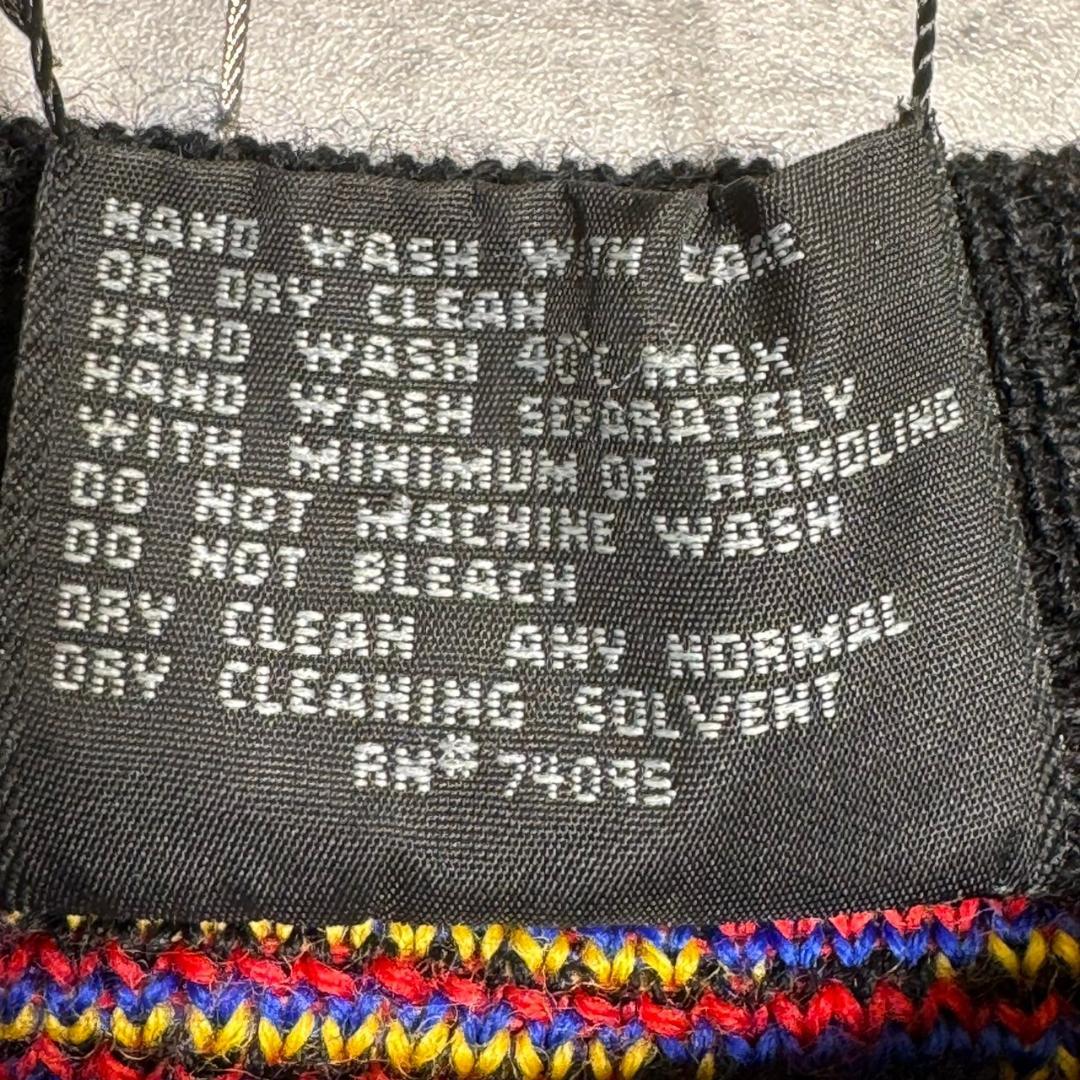 HAND WASH WITH CARE
OR DRY CLEAN
HAND WASH 40°C MAX
HAND WASH SEPARATELY
WITH MINIMUM OF HANDLING
DO NOT MACHINE WASH
DO NOT BLEACH
DRY CLEAN ANY NORMAL
DRY CLEANING SOLVENT
RN# 74095